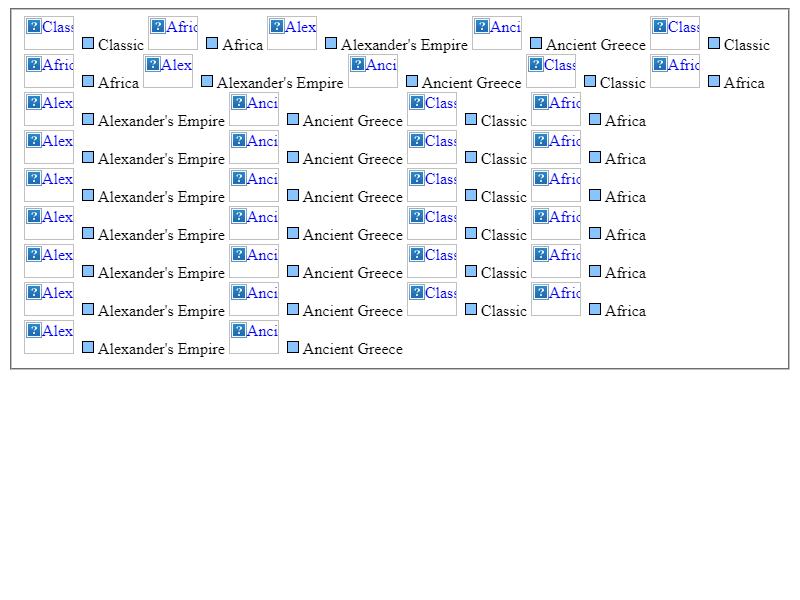 Class Classic Afric Africa Alex Alexander's Empire Anci Ancient Greece Class Classic
Afric Africa Alex Alexander's Empire Anci Ancient Greece Class Classic Afric Africa
Alex Alexander's Empire Anci Ancient Greece Class Classic Afric Africa
Alex Alexander's Empire Anci Ancient Greece Class Classic Afric Africa
Alex Alexander's Empire Anci Ancient Greece Class Classic Afric Africa
Alex Alexander's Empire Anci Ancient Greece Class Classic Afric Africa
Alex Alexander's Empire Anci Ancient Greece Class Classic Afric Africa
Alex Alexander's Empire Anci Ancient Greece Class Classic Afric Africa
Alex Alexander's Empire Anci Ancient Greece